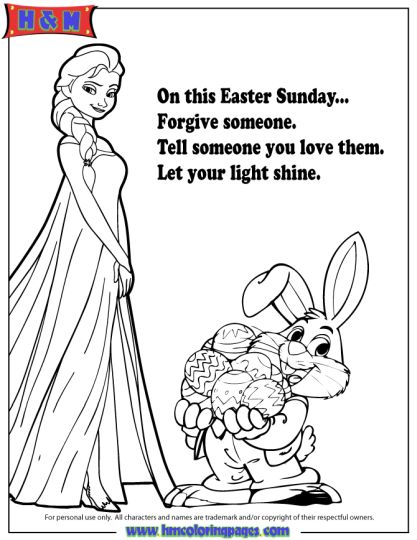 H & M
On this Easter Sunday...
Forgive someone.
Tell someone you love them.
Let your light shine.
For personal use only. All characters and names are trademark and/or copyright of their respectful owners.
www.hmcoloringpages.com